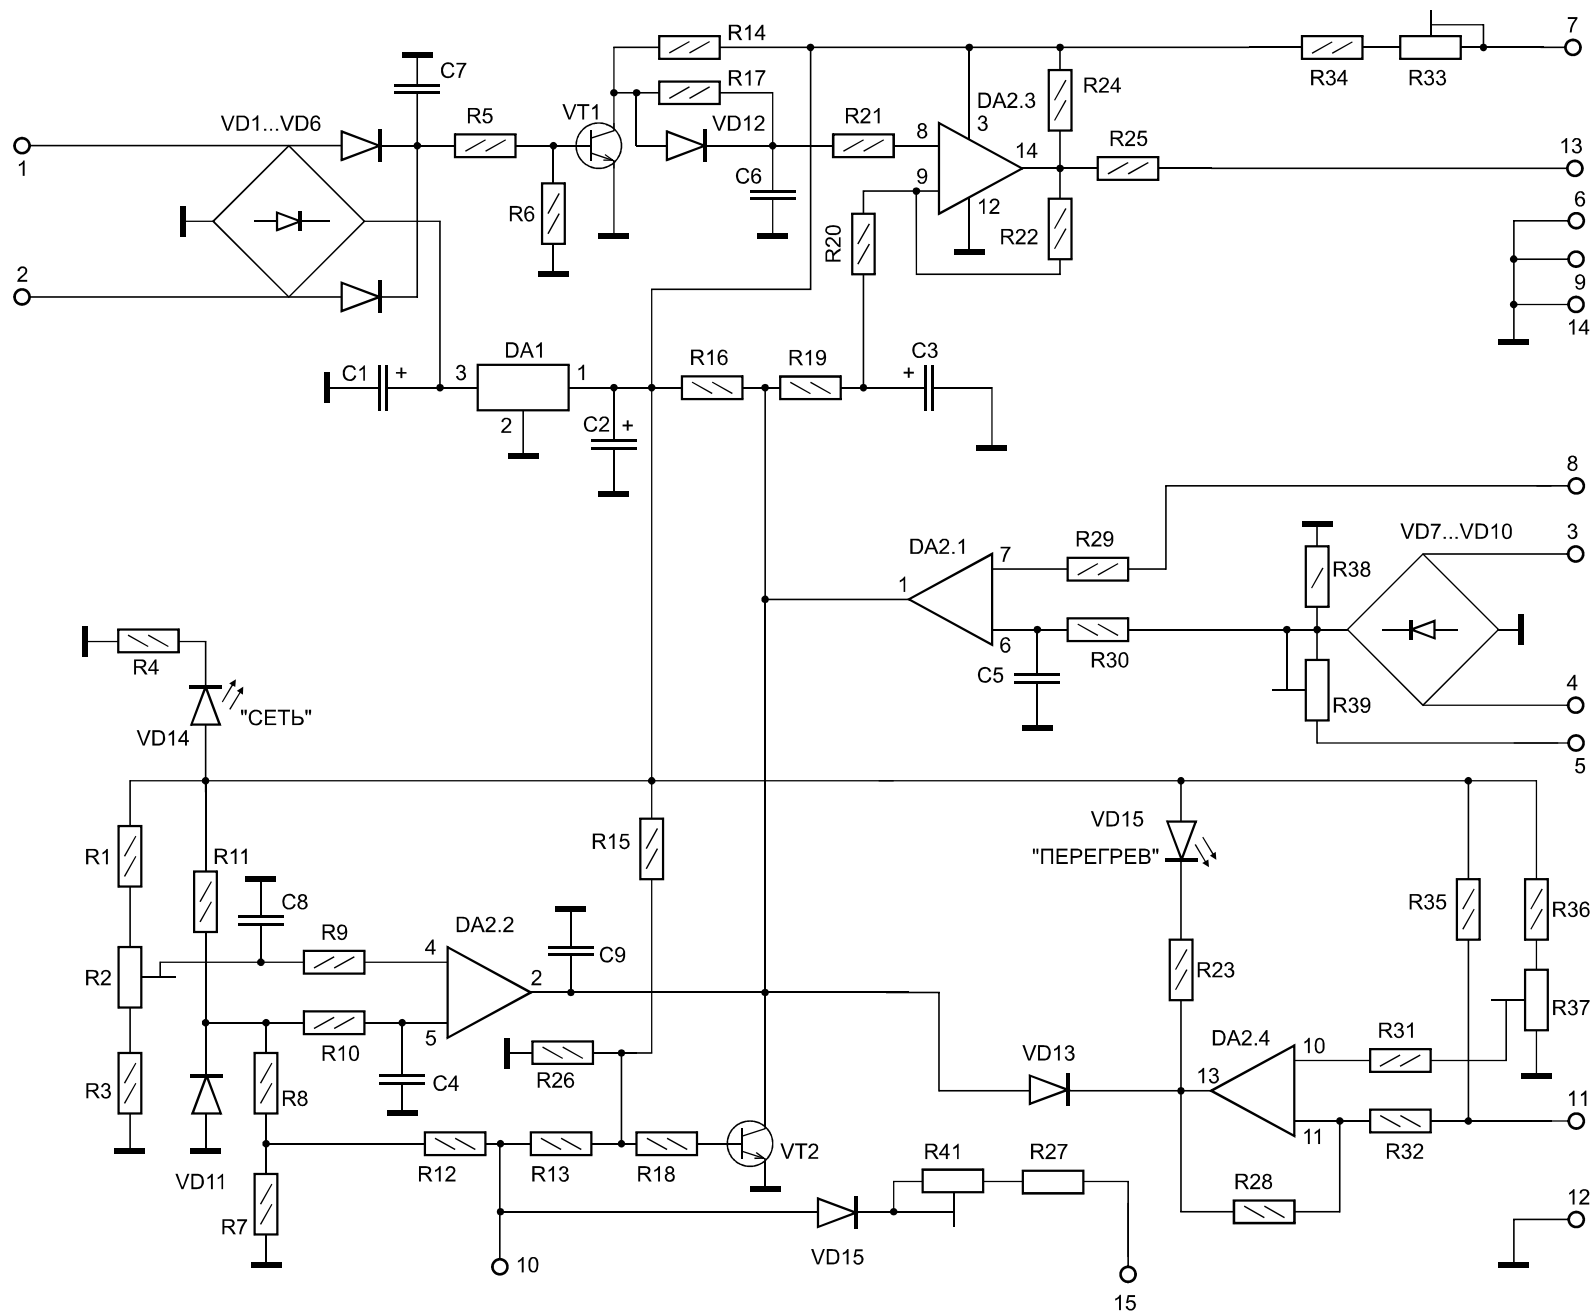 R14
7
C7
R17
R34
R33
VD1...VD6
R5
VT1
VD12
R21
DA2.3
R24
3
8
14
R25
13
1
9
C6
R6
12
R20
R22
6
2
9
14
DA1
R16
R19
C3
C1
+
3
1
+
2
C2
+
8
DA2.1
7
R29
VD7...VD10
3
1
R38
6
R30
C5
R4
4
R39
"СЕТЬ"
VD14
5
VD15
"ПЕРЕГРЕВ"
R1
R11
R15
C8
R35
R36
R9
DA2.2
4
C9
2
R2
R23
R37
5
R10
DA2.4
R31
10
VD13
13
R26
C4
R3
R8
11
11
R32
R12
R13
R18
VT2
R41
R27
VD11
R28
R7
12
VD15
10
15